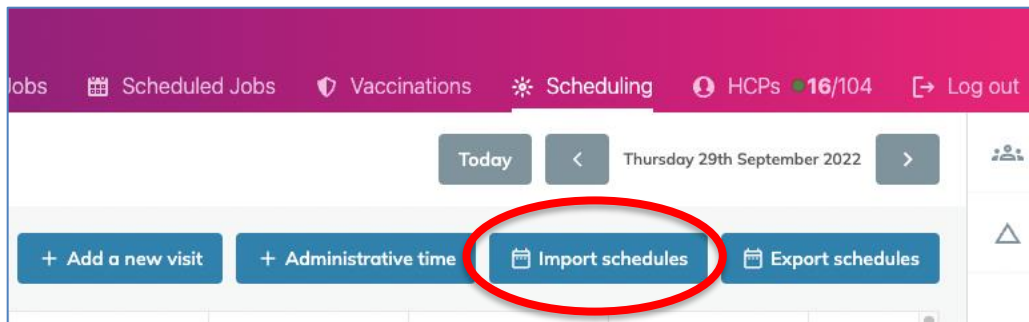 Jobs Scheduled Jobs Vaccinations Scheduling HCPs 16/104 Log out
Today < Thursday 29th September 2022 >
+ Add a new visit + Administrative time Import schedules Export schedules